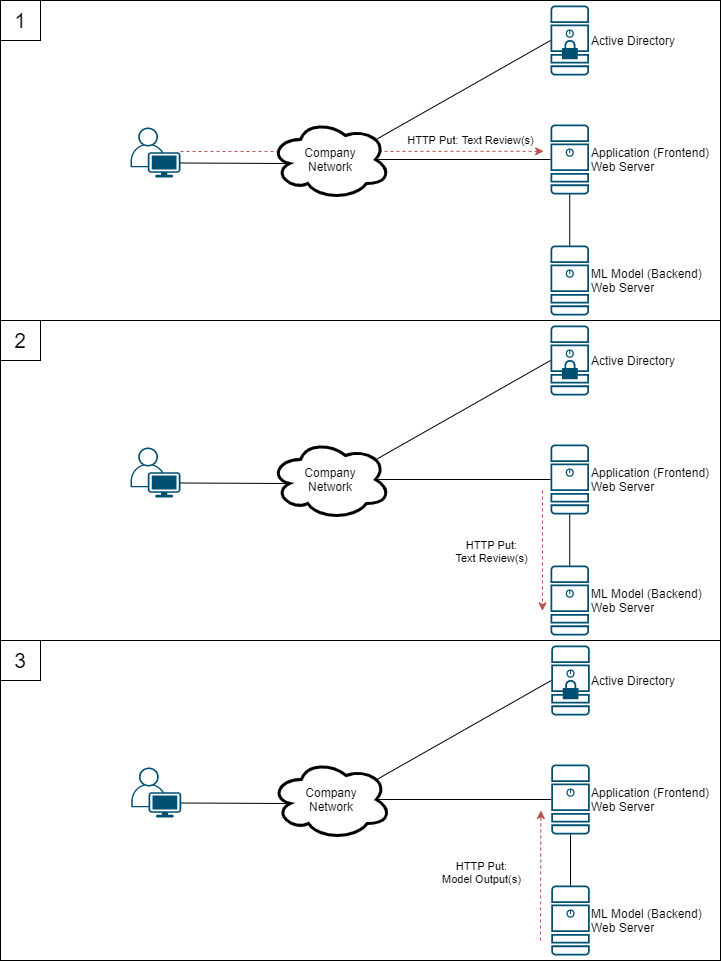 1
Active Directory
HTTP Put: Text Review(s)
Company
Network
Application (Frontend)
Web Server
ML Model (Backend)
Web Server
2
Active Directory
Company
Network
Application (Frontend)
Web Server
HTTP Put:
Text Review(s)
ML Model (Backend)
Web Server
3
Active Directory
Company
Network
Application (Frontend)
Web Server
HTTP Put:
Model Output(s)
ML Model (Backend)
Web Server